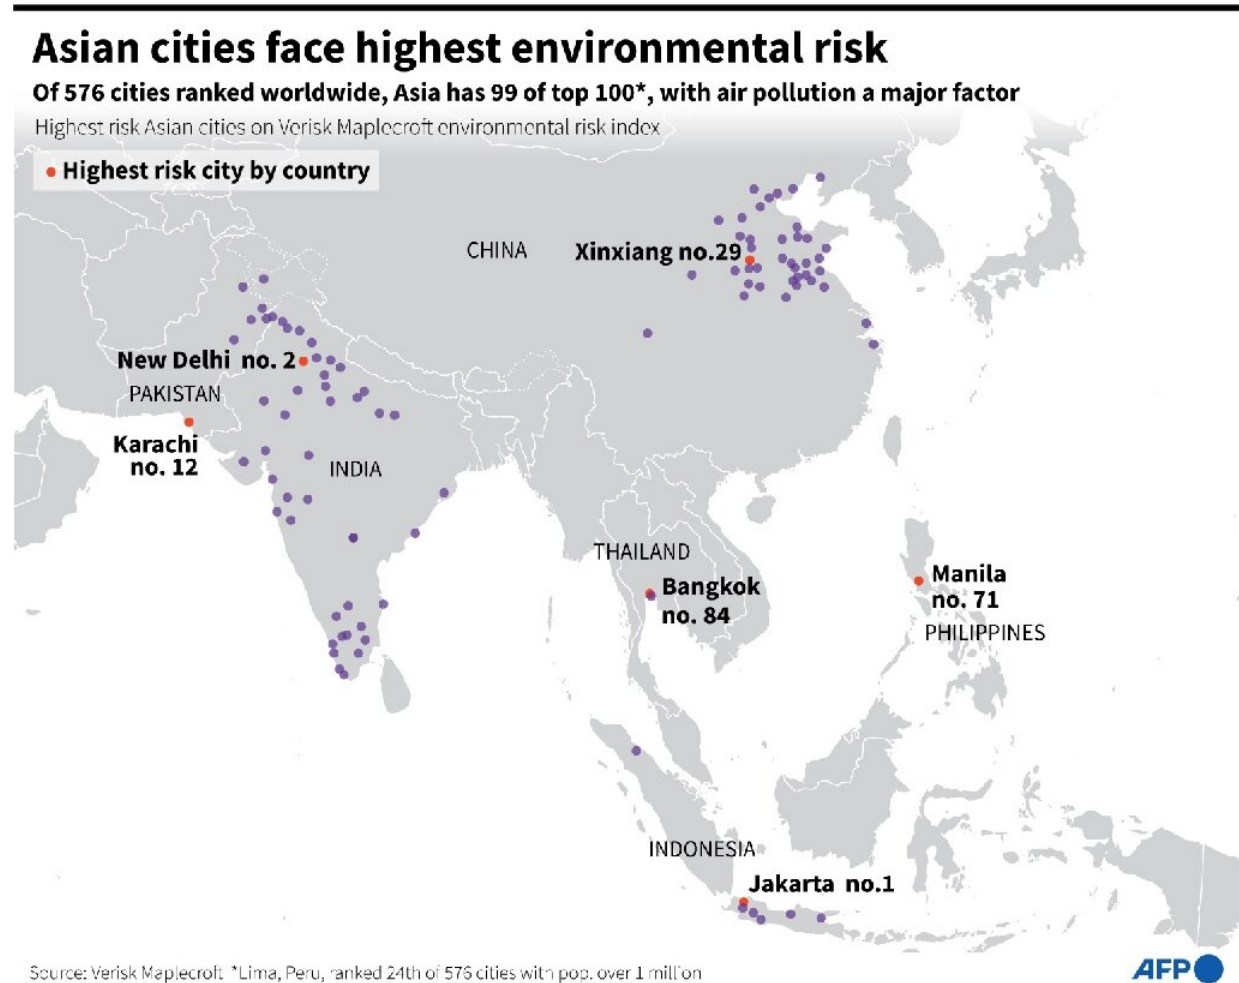 Asian cities face highest environmental risk
Of 576 cities ranked worldwide, Asia has 99 of top 100*, with air pollution a major factor
Highest risk Asian cities on Verisk Maplecroft environmental risk index
Highest risk city by country
CHINA
Xinxiang no.29
New Delhi no. 2
PAKISTAN
Karachi
no. 12
INDIA
THAILAND
Bangkok
no. 84
Manila
no. 71
PHILIPPINES
INDONESIA
Jakarta no.1
Source: Verisk Maplecroft *Lima, Peru, ranked 24th of 576 cities with pop. over 1 million
AFP